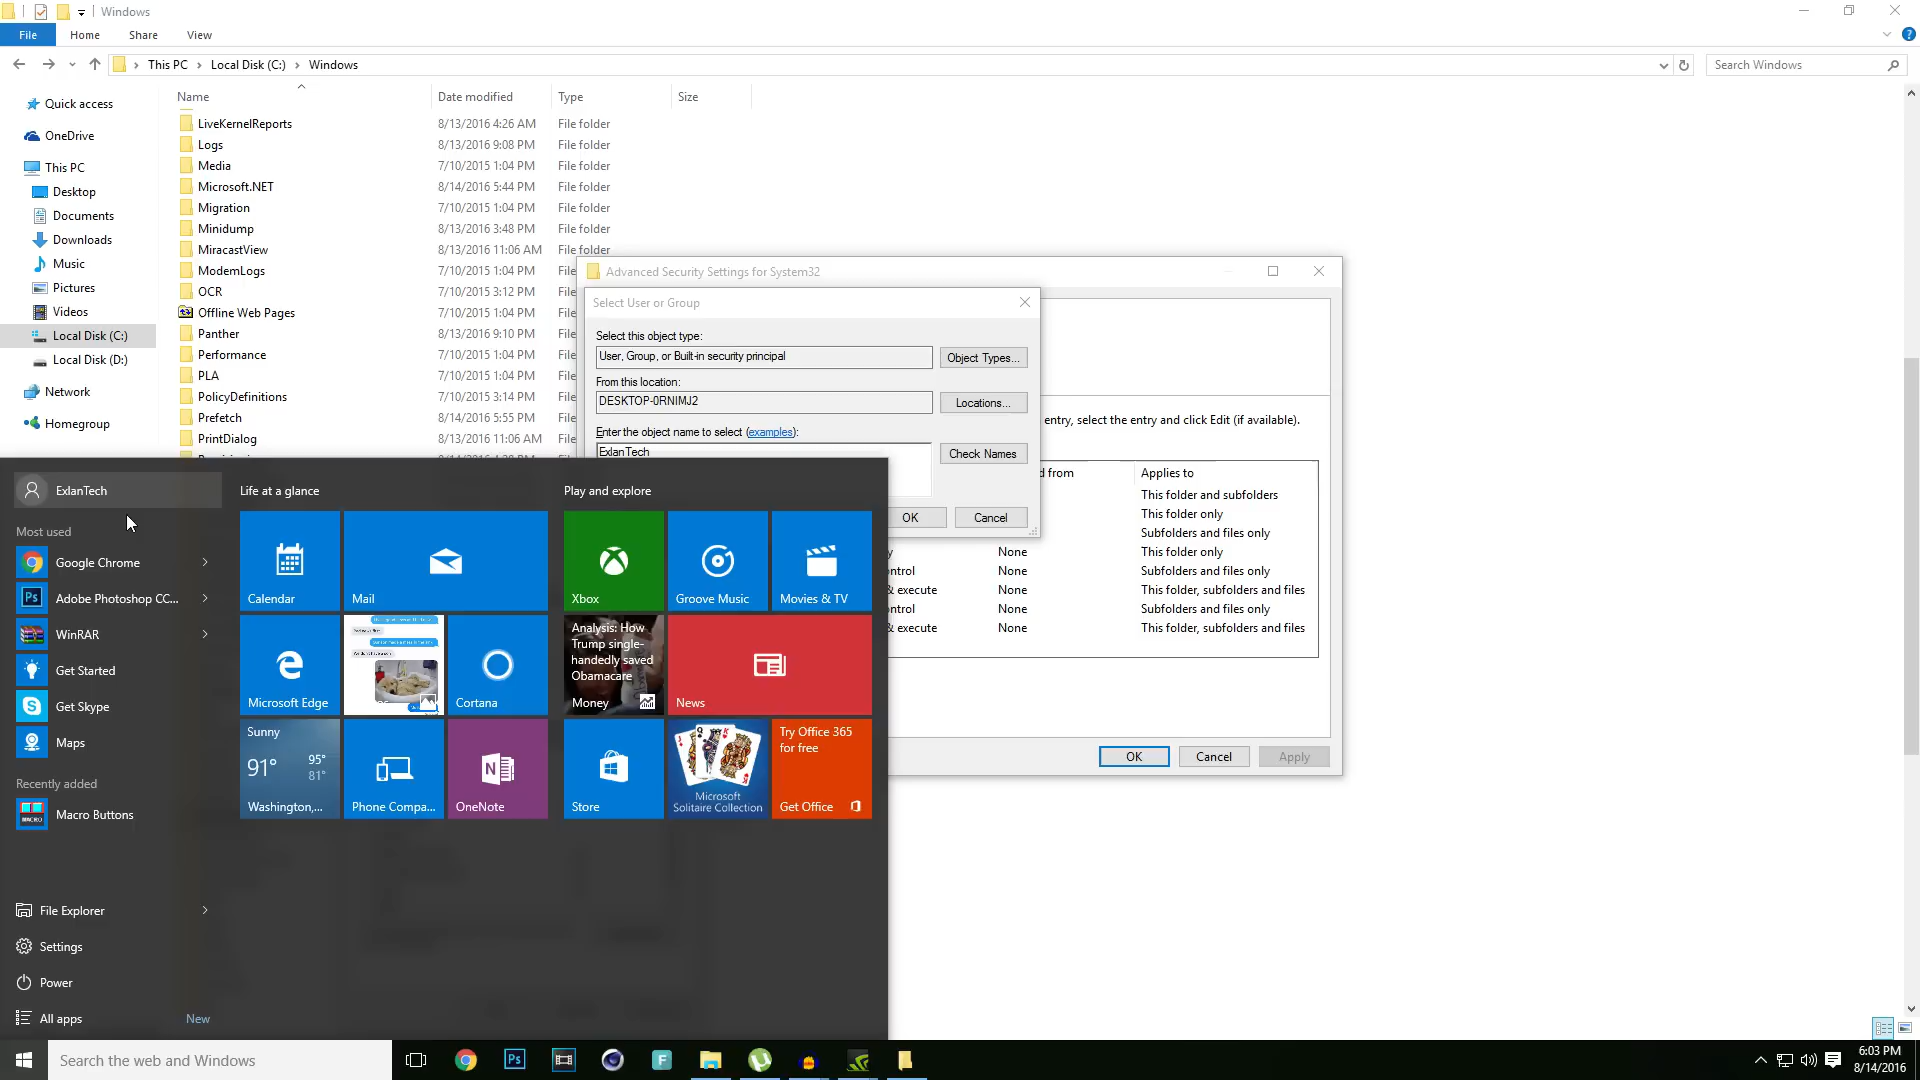 Windows
File
Home
Share
View
This PC
Local Disk (C:)
Windows
Search Windows
Name
Date modified
Type
Size
Quick access
OneDrive
This PC
Desktop
Documents
Downloads
Music
Pictures
Videos
Local Disk (C:)
Local Disk (D:)
Network
Homegroup
LiveKernelReports 8/13/2016 4:26 AM File folder
Logs 8/13/2016 9:08 PM File folder
Media 7/10/2015 1:04 PM File folder
Microsoft.NET 8/14/2016 5:44 PM File folder
Migration 7/10/2015 1:04 PM File folder
Minidump 8/13/2016 3:48 PM File folder
MiracastView 8/13/2016 11:06 AM File folder
ModemLogs 7/10/2015 1:04 PM File
OCR 7/10/2015 3:12 PM File
Offline Web Pages 7/10/2015 1:04 PM File
Panther 8/13/2016 9:10 PM File
Performance 7/10/2015 1:04 PM File
PLA 7/10/2015 1:04 PM File
PolicyDefinitions 7/10/2015 3:14 PM File
Prefetch 8/14/2016 5:55 PM File
PrintDialog 8/13/2016 11:06 AM File
Advanced Security Settings for System32
Select User or Group
Select this object type:
User, Group, or Built-in security principal
Object Types...
From this location:
DESKTOP-0RNIMJ2
Locations...
Enter the object name to select (examples):
ExlanTech
Check Names
OK
Cancel
entry, select the entry and click Edit (if available).
d from
Applies to
This folder and subfolders
This folder only
Subfolders and files only
y None This folder only
ntrol None Subfolders and files only
& execute None This folder, subfolders and files
ntrol None Subfolders and files only
& execute None This folder, subfolders and files
OK
Cancel
Apply
ExlanTech
Most used
Google Chrome
Adobe Photoshop CC...
WinRAR
Get Started
Get Skype
Maps
Recently added
MACRO
Macro Buttons
File Explorer
Settings
Power
All apps
New
Life at a glance
Calendar
Mail
Microsoft Edge
Cortana
Sunny
91°
95°
81°
Washington,...
Phone Compa...
OneNote
Play and explore
Xbox
Groove Music
Movies & TV
Analysis: How
Trump single-
handedly saved
Obamacare
Money
News
Store
Microsoft
Solitaire Collection
Try Office 365
for free
Get Office
Search the web and Windows
6:03 PM
8/14/2016